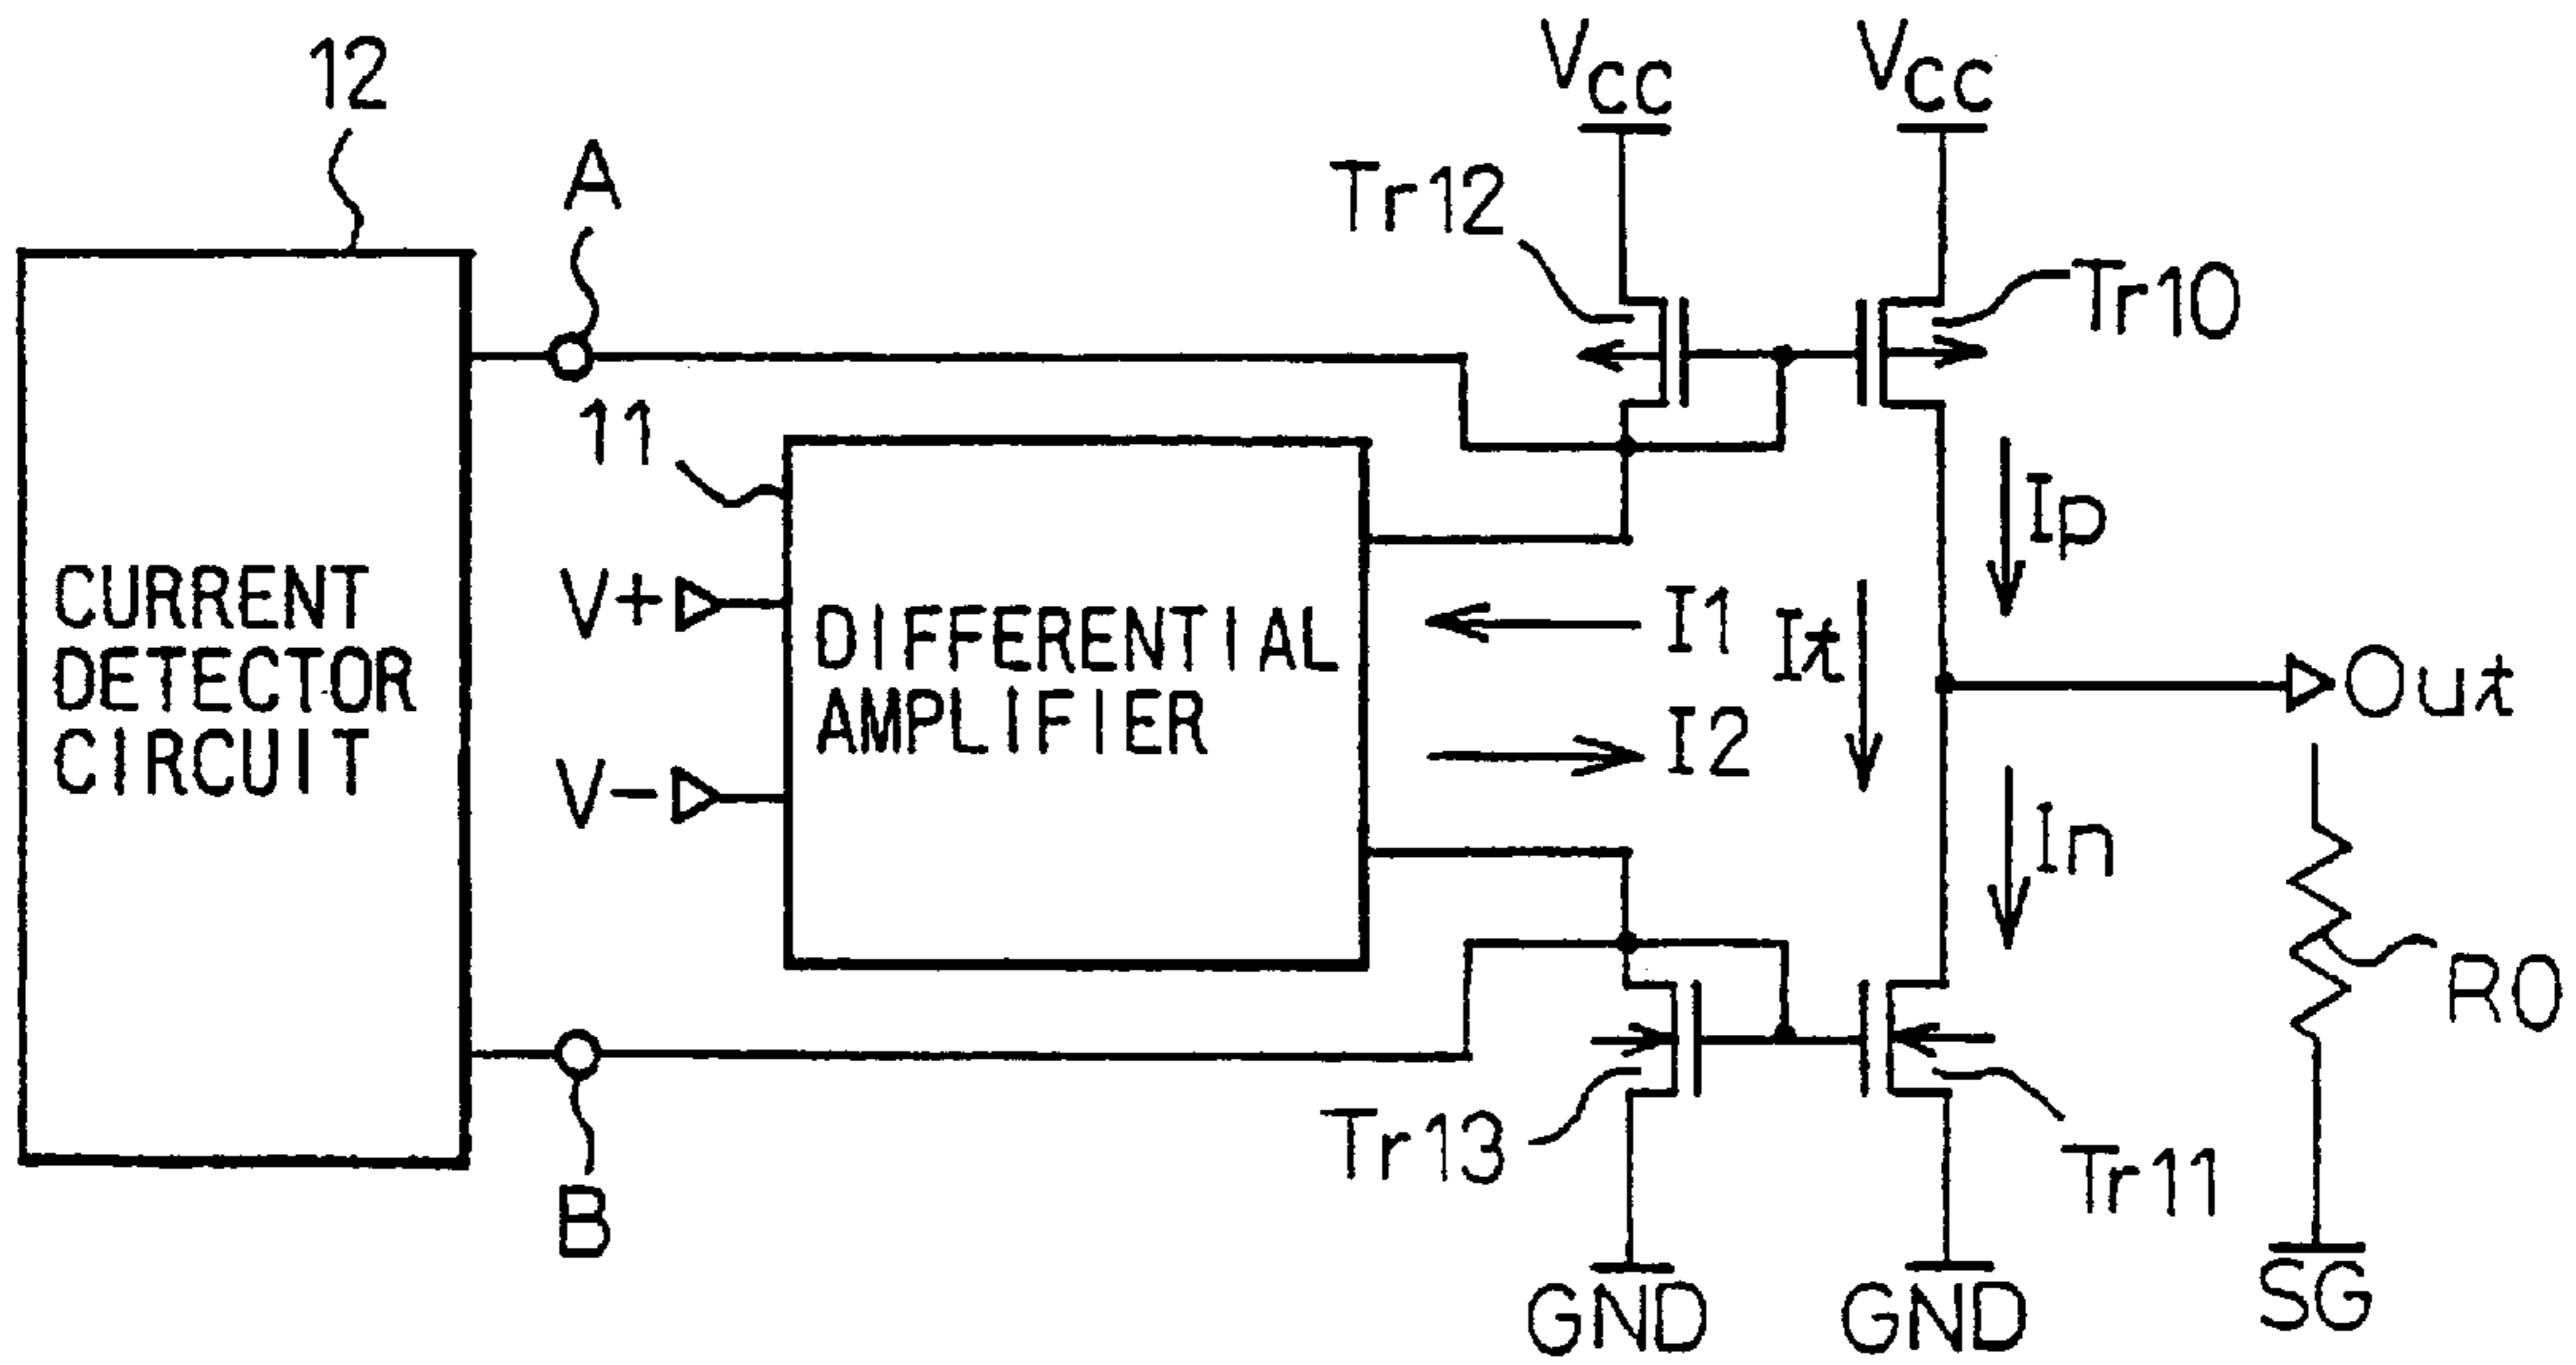 12
A
Vcc
Vcc
Tr12
Tr10
11
Ip
CURRENT
DETECTOR
CIRCUIT
V+
V-
DIFFERENTIAL
AMPLIFIER
I1
It
I2
Out
In
R0
Tr13
Tr11
B
GND
GND
SG